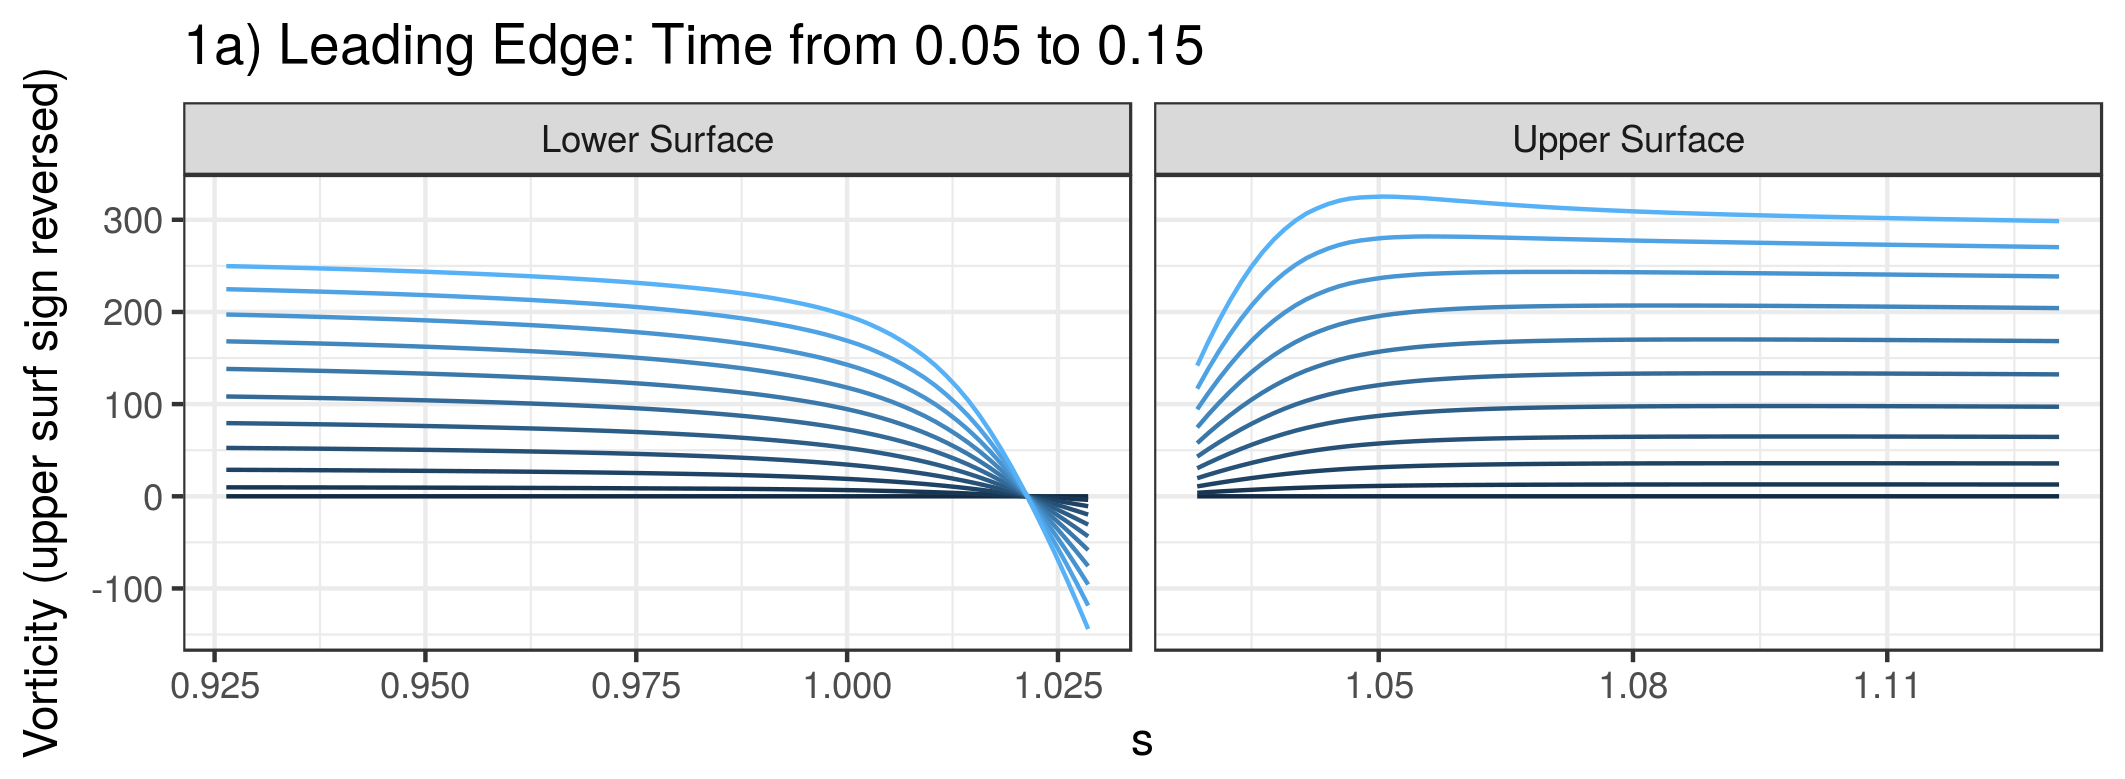 1a) Leading Edge: Time from 0.05 to 0.15
Lower Surface
Upper Surface
Vorticity (upper surf sign reversed)
300
200
100
0
-100
0.925
0.950
0.975
1.000
1.025
1.05
1.08
1.11
s